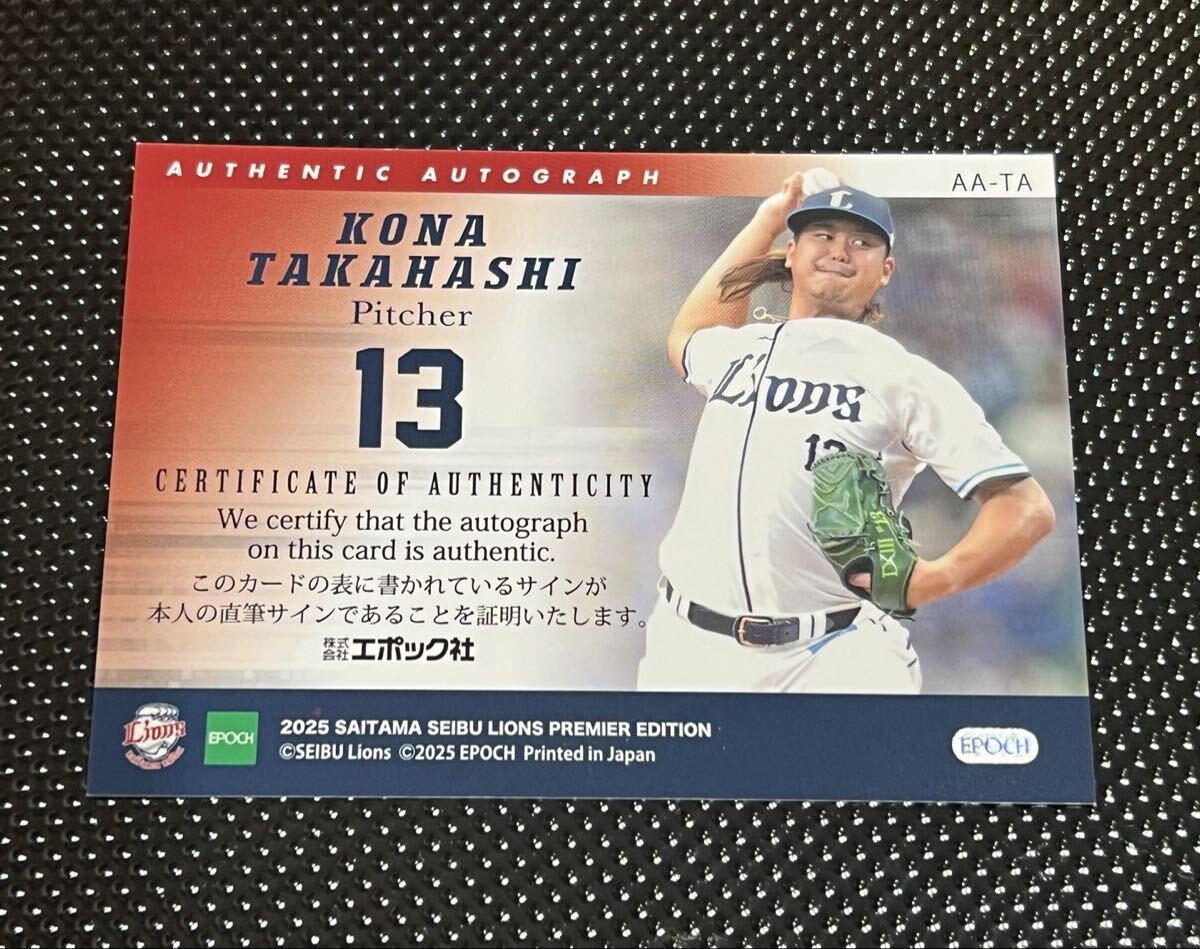 AUTHENTIC AUTOGRAPH
AA-TA
KONA
TAKAHASHI
Pitcher
13
CERTIFICATE OF AUTHENTICITY
We certify that the autograph
on this card is authentic.
このカードの表に書かれているサインが
本人の直筆サインであることを証明いたします。
株式会社エポック社
L
Lions
13
Lions
EPOCH
2025 SAITAMA SEIBU LIONS PREMIER EDITION
©SEIBU Lions ©2025 EPOCH Printed in Japan
EPOCH